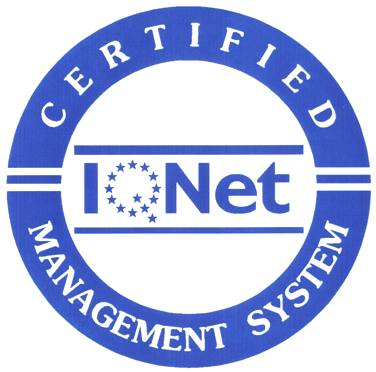 CERTIFIED
IQNet
MANAGEMENT SYSTEM